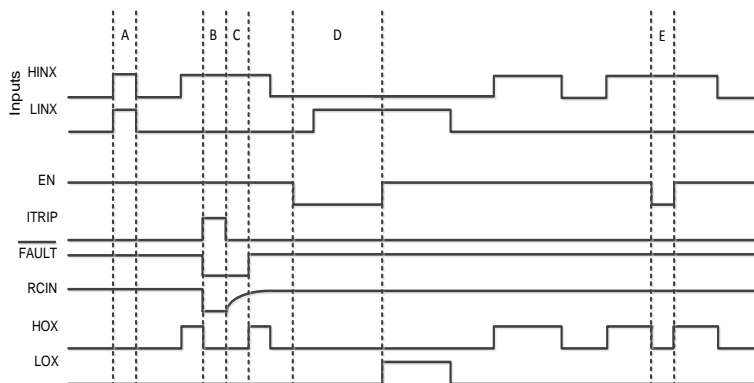 A B C D E
HINX
Inputs
LINX
EN
ITRIP
FAULT
RCIN
HOX
LOX